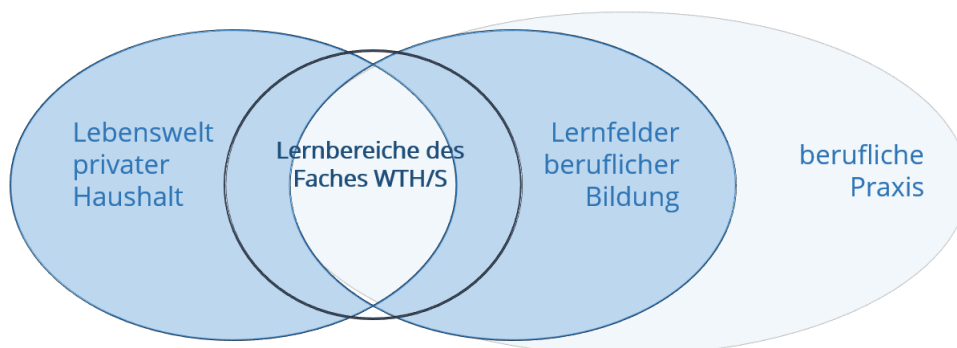 Lebenswelt
privater
Haushalt
Lernbereiche des
Faches WTH/S
Lernfelder
beruflicher
Bildung
berufliche
Praxis